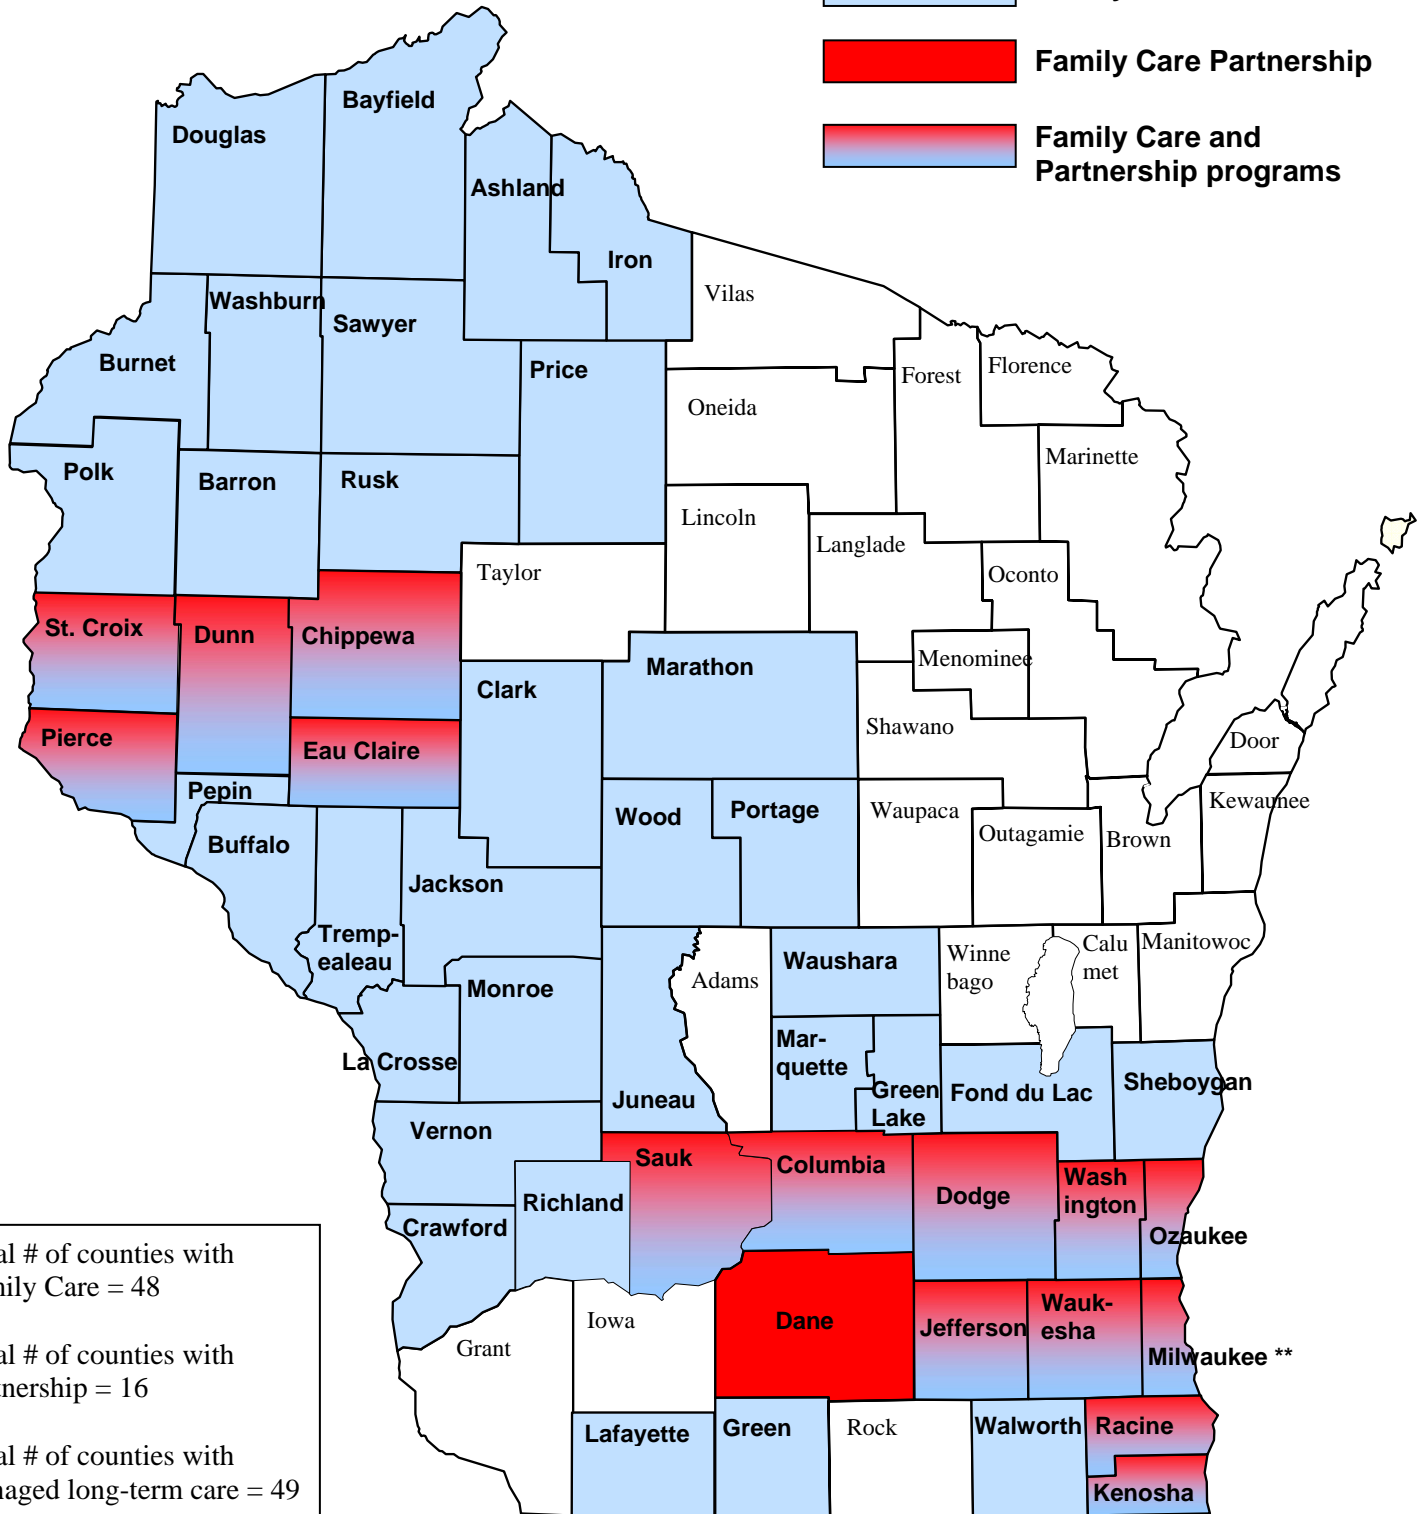 Family Care Partnership
Family Care and
Partnership programs
Bayfield
Douglas
Ashland
Iron
Vilas
Washburn
Sawyer
Burnet
Price
Florence
Forest
Oneida
Marinette
Polk
Barron
Rusk
Lincoln
Langlade
Taylor
Oconto
St. Croix
Dunn
Chippewa
Menominee
Marathon
Clark
Shawano
Pierce
Eau Claire
Door
Pepin
Kewaunee
Wood
Portage
Waupaca
Outagamie
Brown
Buffalo
Jackson
Tremp-
ealeau
Waushara
Winne
bago
Calu
met
Manitowoc
Adams
Monroe
Mar-
quette
La Crosse
Green
Lake
Fond du Lac
Sheboygan
Juneau
Vernon
Sauk
Columbia
Dodge
Wash
ington
Richland
Crawford
Ozaukee
al # of counties with
ily Care = 48
al # of counties with
nership = 16
al # of counties with
aged long-term care = 49
Iowa
Grant
Dane
Jefferson
Wauk-
esha
Milwaukee **
Lafayette
Green
Rock
Walworth
Racine
Kenosha